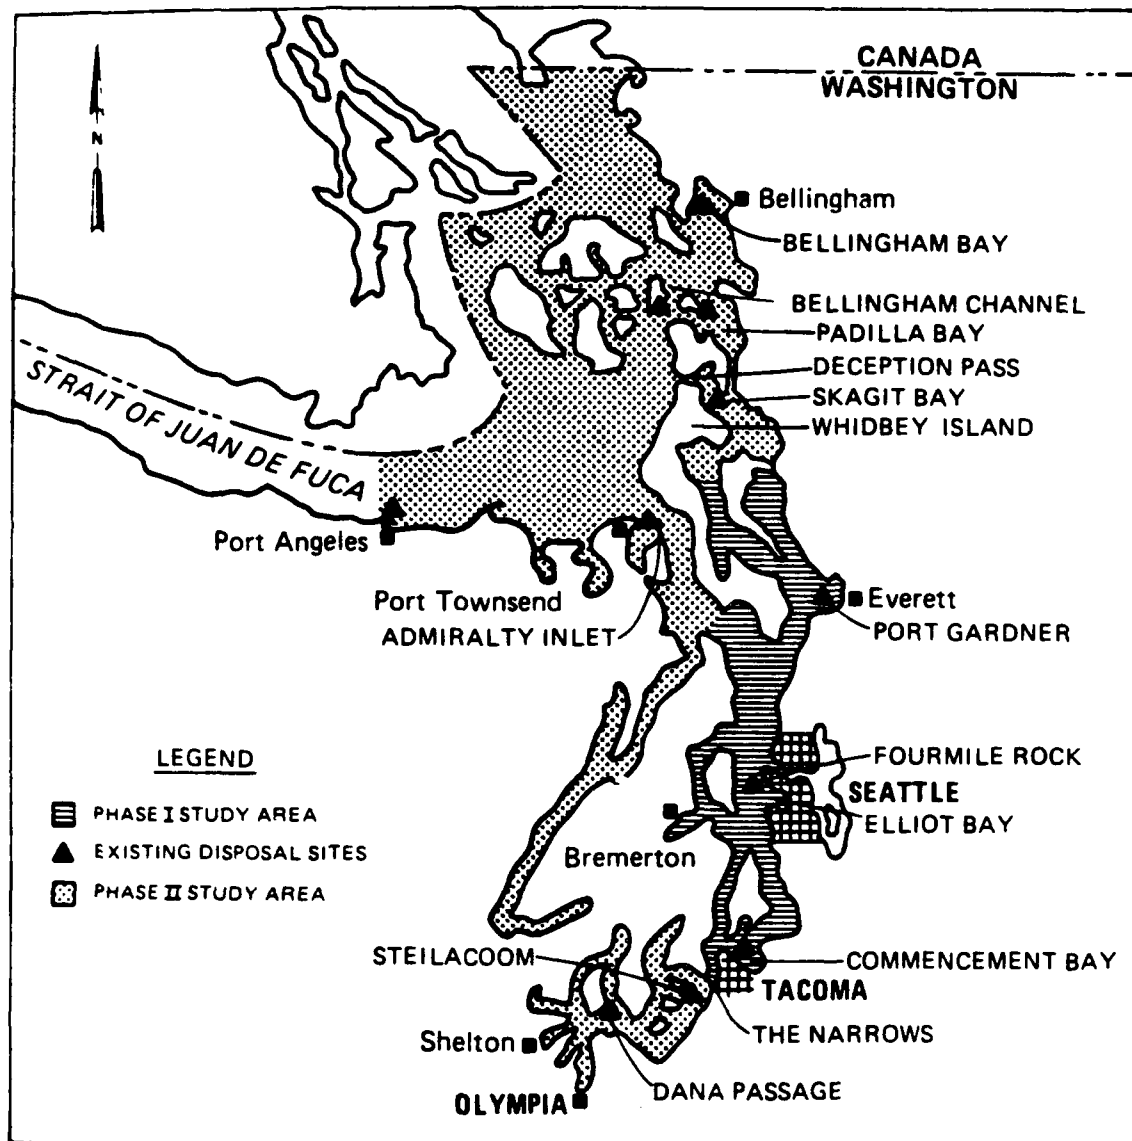 CANADA
WASHINGTON
N
Bellingham
BELLINGHAM BAY
BELLINGHAM CHANNEL
PADILLA BAY
DECEPTION PASS
SKAGIT BAY
WHIDBEY ISLAND
STRAIT OF JUAN DE FUCA
Port Angeles
Port Townsend
ADMIRALTY INLET
Everett
PORT GARDNER
LEGEND
PHASE I STUDY AREA
EXISTING DISPOSAL SITES
PHASE II STUDY AREA
FOURMILE ROCK
SEATTLE
ELLIOT BAY
Bremerton
STEILACOOM
COMMENCEMENT BAY
TACOMA
THE NARROWS
Shelton
DANA PASSAGE
OLYMPIA